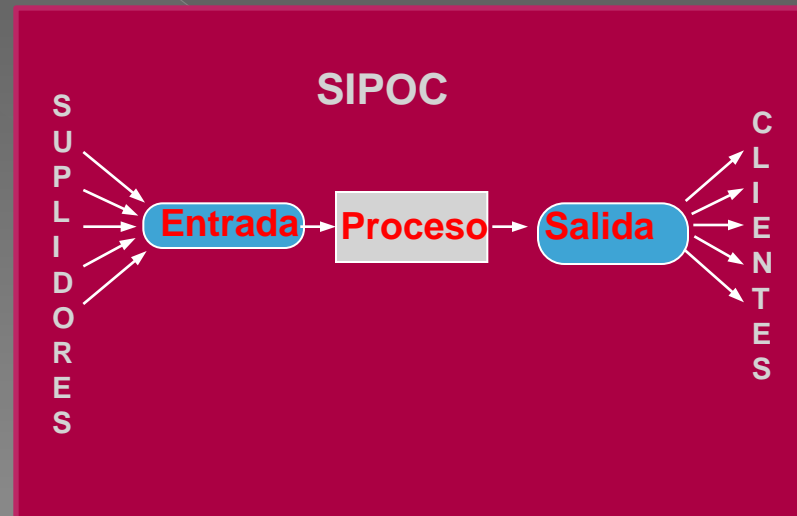 SIPOC
SUPLIDORES
Entrada
Proceso
Salida
CLIENTES